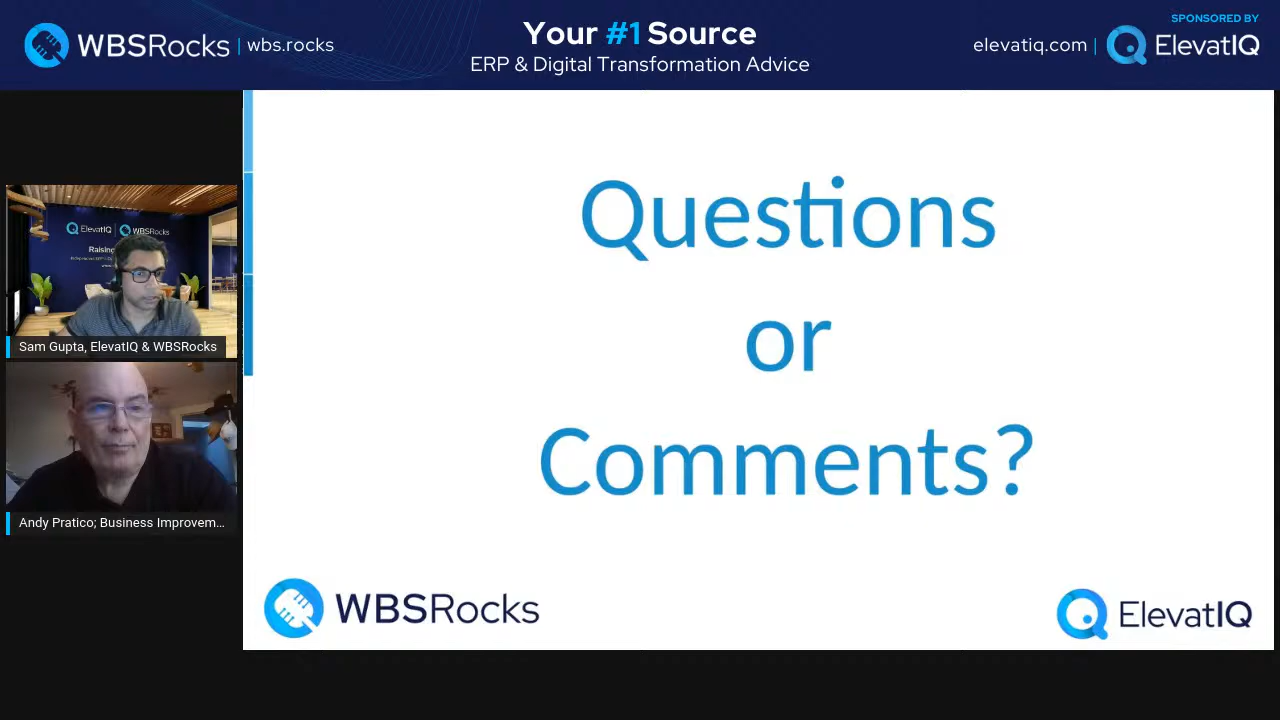 WBSRocks | wbs.rocks
Your #1 Source
ERP & Digital Transformation Advice
SPONSORED BY
elevatiq.com | ElevatIQ
ElevatIQ | WBSRocks
Raising
Sam Gupta, ElevatIQ & WBSRocks
Andy Pratico; Business Improvem...
Questions
or
Comments?
WBSRocks
ElevatIQ